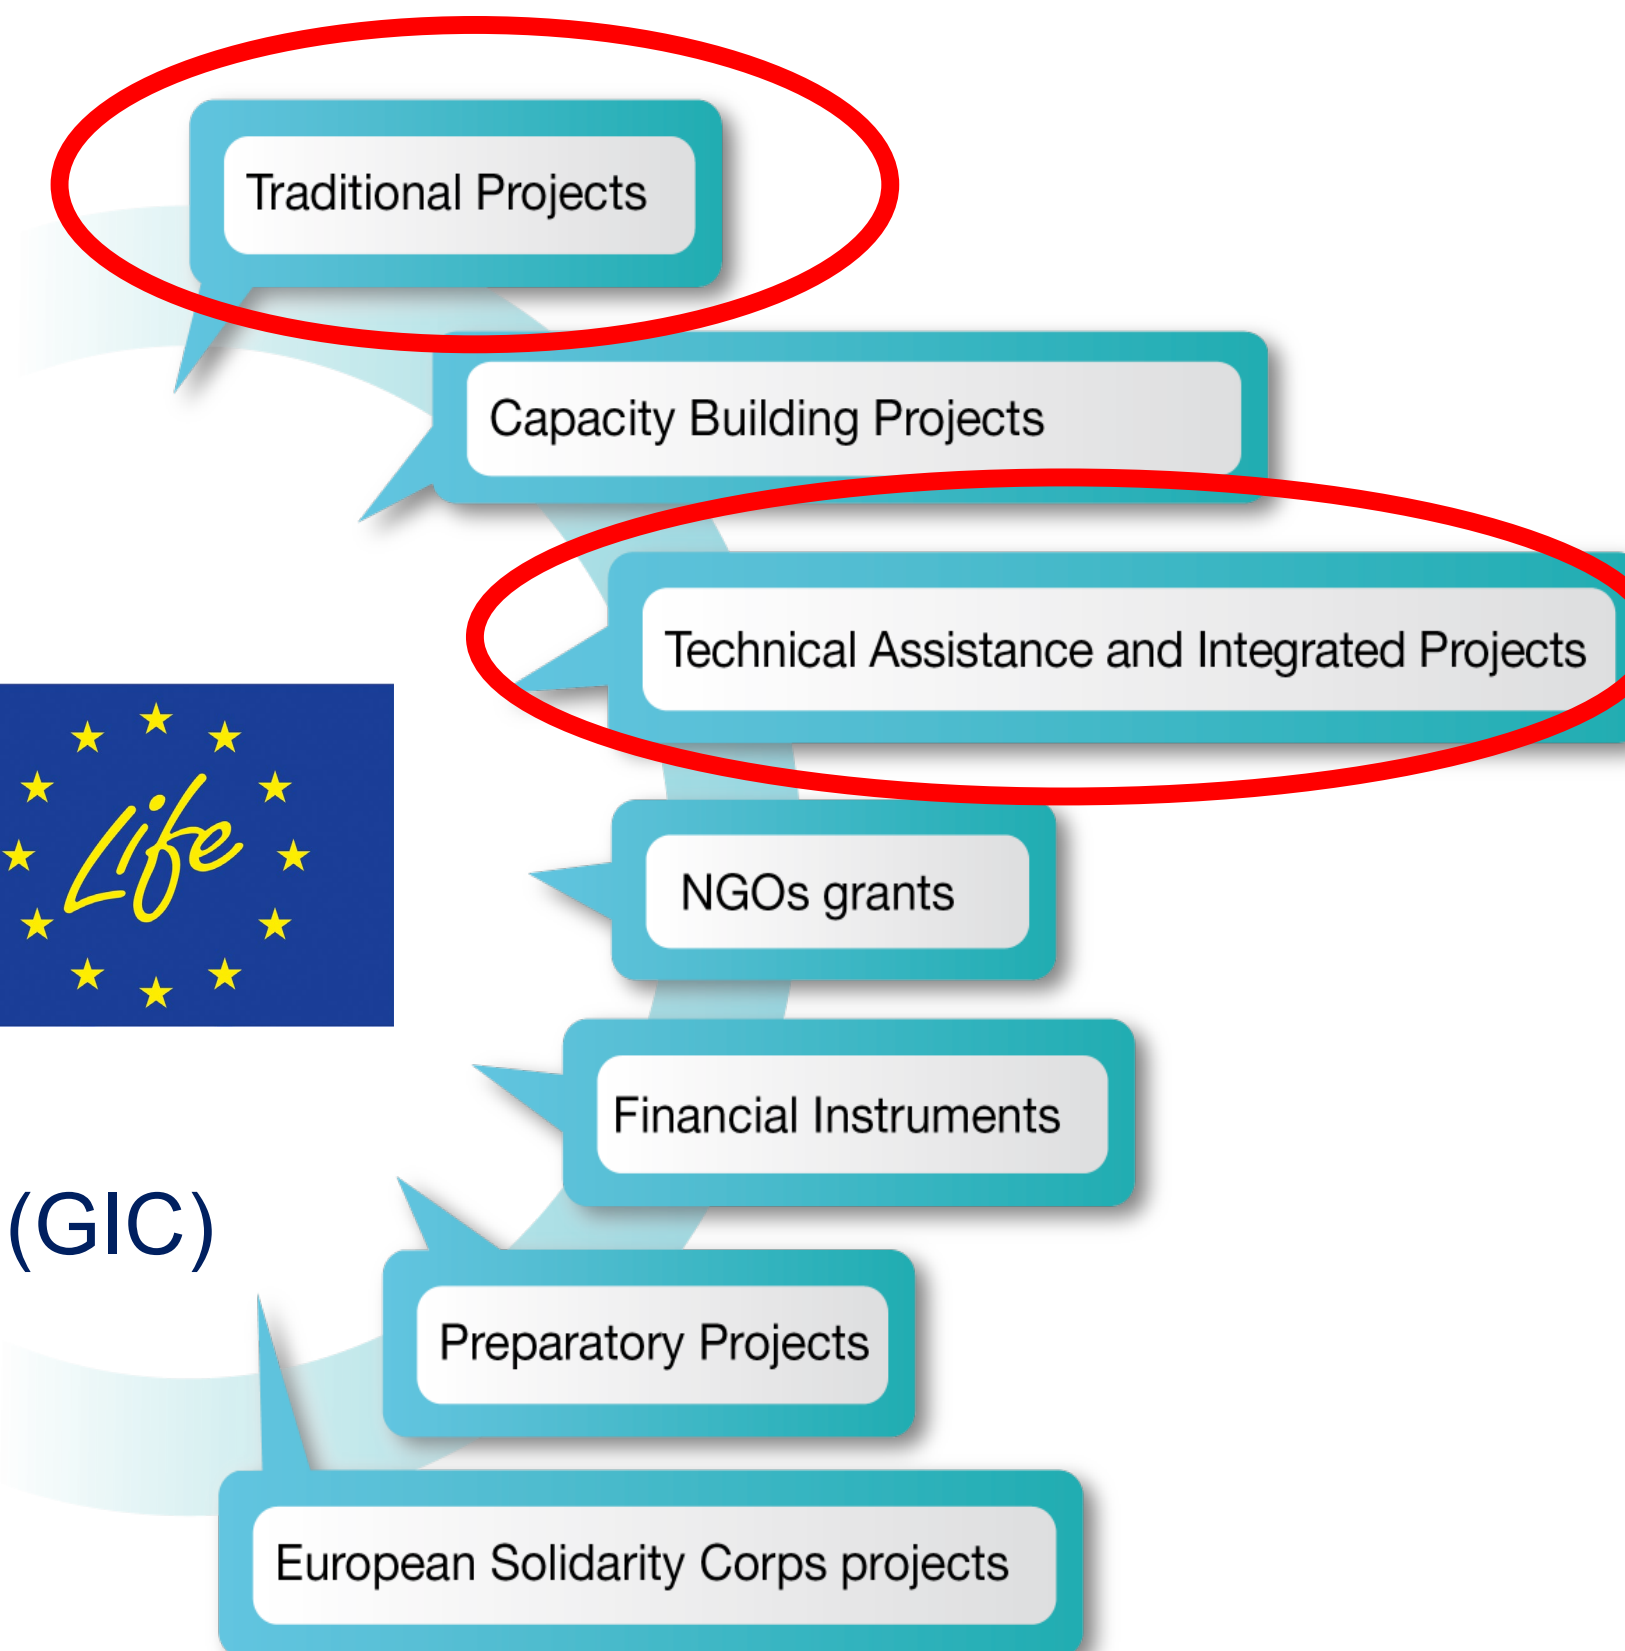 Traditional Projects
Capacity Building Projects
Technical Assistance and Integrated Projects
Life
NGOs grants
Financial Instruments
(GIC)
Preparatory Projects
European Solidarity Corps projects